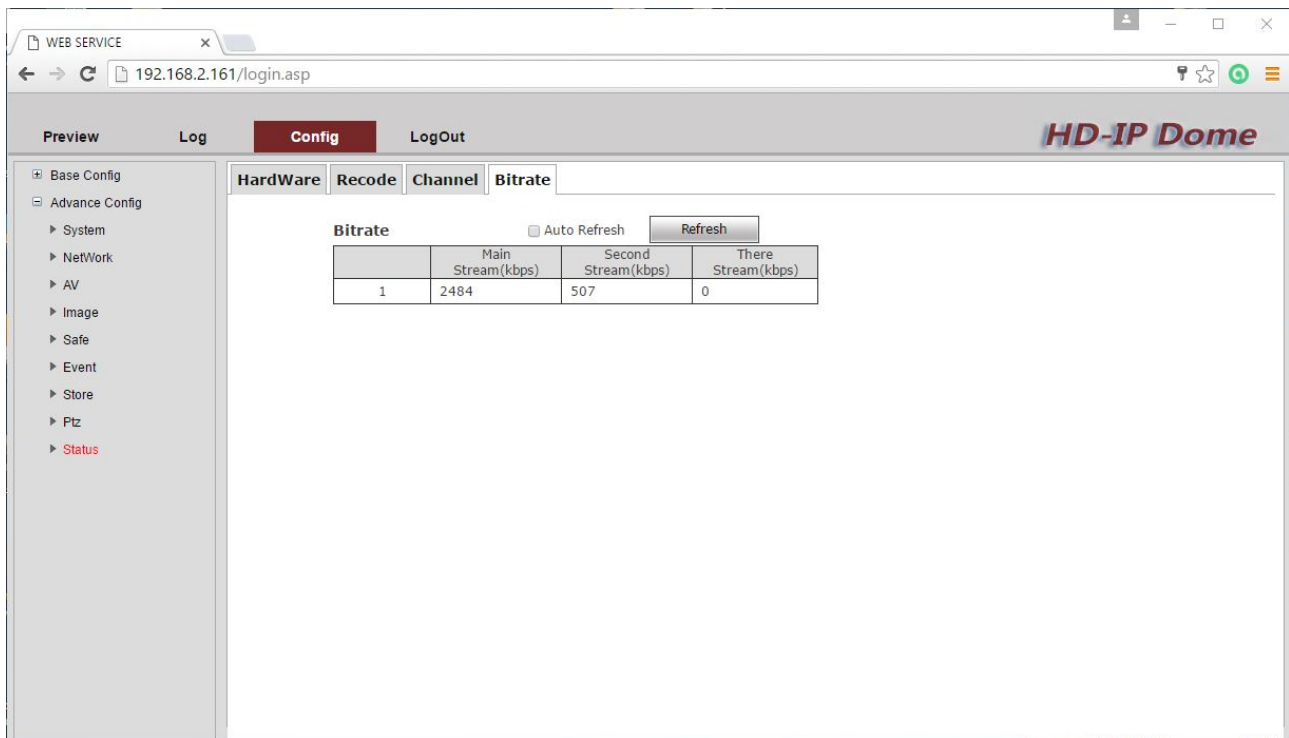 WEB SERVICE
192.168.2.161/login.asp
Preview Log Config LogOut HD-IP Dome
Base Config
Advance Config
System
NetWork
AV
Image
Safe
Event
Store
Ptz
Status
HardWare Recode Channel Bitrate
Bitrate Auto Refresh Refresh
Main Stream(kbps) Second Stream(kbps) There Stream(kbps)
1 2484 507 0